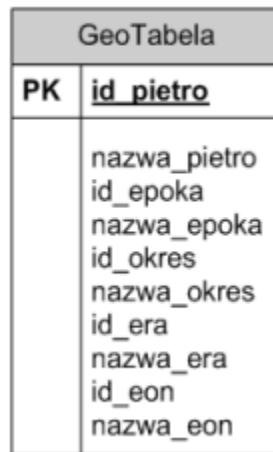 GeoTabela
PK id_pietro
nazwa_pietro
id_epoka
nazwa_epoka
id_okres
nazwa_okres
id_era
nazwa_era
id_eon
nazwa_eon